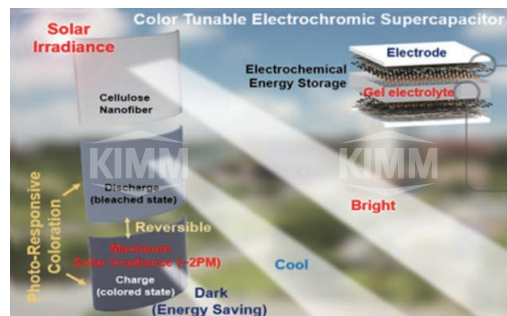 Color Tunable Electrochromic Supercapacitor
Solar
Irradiance
Electrode
Electrochemical
Energy Storage
Gel electrolyte
Cellulose
Nanofiber
KIMM
KIMM
Discharge
(bleached state)
Bright
Photo-Responsive
Coloration
Reversible
Maximum
Solar Irradiance (~2PM)
Cool
Charge
(colored state)
Dark
(Energy Saving)